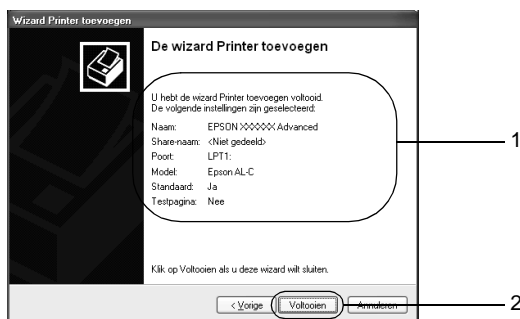 Wizard Printer toevoegen
De wizard Printer toevoegen
U hebt de wizard Printer toevoegen voltooid.
De volgende instellingen zijn geselecteerd:
Naam: EPSON XXXXXX Advanced
Share-naam: <Niet gedeeld>
Poort: LPT1:
Model: Epson AL-C
Standaard: Ja
Testpagina: Nee
1
Klik op Voltooien als u deze wizard wilt sluiten.
< Vorige Voltooien Annuleren
2